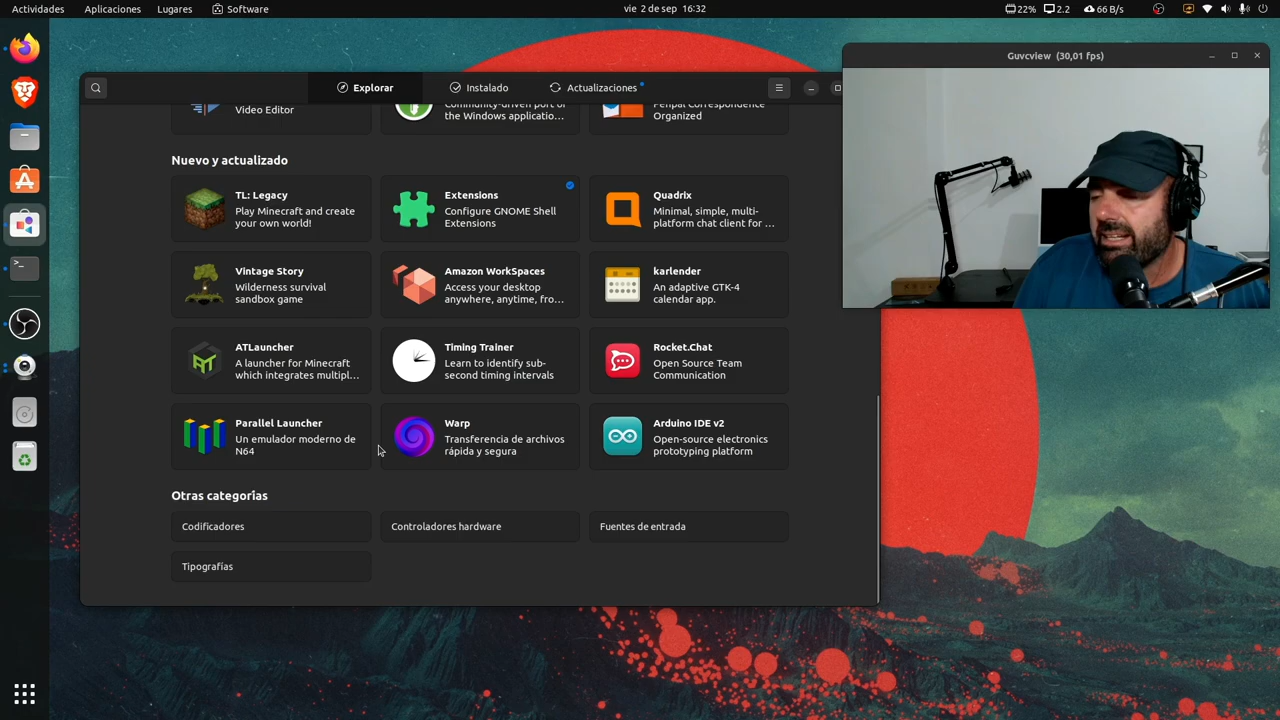 Actividades Aplicaciones Lugares Software vie 2 de sep 16:32 22% 2.2 66 B/s
Guvcview (30,01 fps)
Explorar Instalado Actualizaciones
Video Editor
Community-driven port of
the Windows applicatio…
Penpal Correspondence
Organized
Nuevo y actualizado
TL: Legacy
Play Minecraft and create
your own world!
Extensions
Configure GNOME Shell
Extensions
Quadrix
Minimal, simple, multi-
platform chat client for …
Vintage Story
Wilderness survival
sandbox game
Amazon WorkSpaces
Access your desktop
anywhere, anytime, fro…
karlender
An adaptive GTK-4
calendar app.
ATLauncher
A launcher for Minecraft
which integrates multipl…
Timing Trainer
Learn to identify sub-
second timing intervals
Rocket.Chat
Open Source Team
Communication
Parallel Launcher
Un emulador moderno de
N64
Warp
Transferencia de archivos
rápida y segura
Arduino IDE v2
Open-source electronics
prototyping platform
Otras categorías
Codificadores
Controladores hardware
Fuentes de entrada
Tipografías